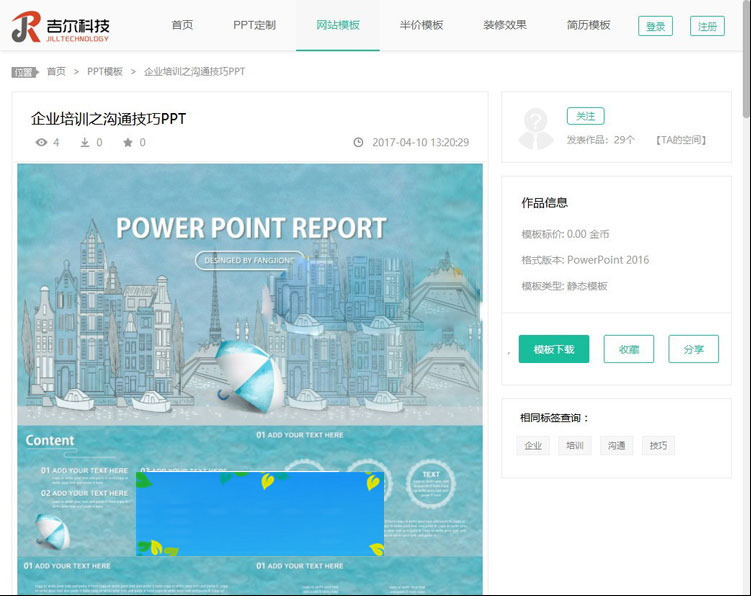 吉尔科技
JILLTECHNOLOGY
首页 PPT定制 网站模板 半价模板 装修效果 简历模板 登录 注册
位置 首页 > PPT模板 > 企业培训之沟通技巧PPT
企业培训之沟通技巧PPT
4 0 0 2017-04-10 13:20:29
POWER POINT REPORT
DESINGED BY FANGJIONG
Content
01 ADD YOUR TEXT HERE
01 ADD YOUR TEXT HERE
02 ADD YOUR TEXT HERE
TEXT
01 ADD YOUR TEXT HERE
01 ADD YOUR TEXT HERE
关注
发表作品：29个 【TA的空间】
作品信息
模板标价: 0.00 金币
格式版本: PowerPoint 2016
模板类型: 静态模板
模板下载 收藏 分享
相同标签查询：
企业 培训 沟通 技巧